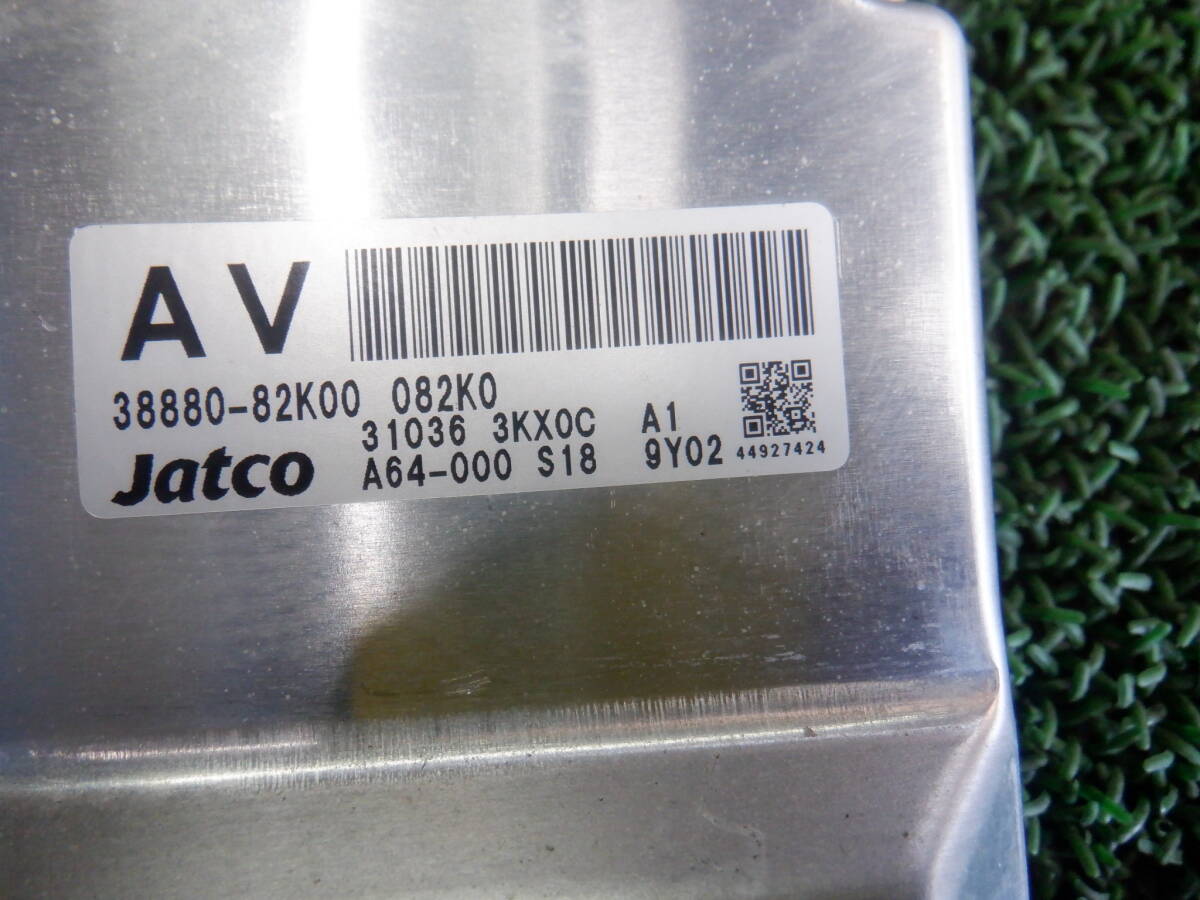 AV
38880-82K00 082K0
31036 3KX0C A1
Jatco A64-000 S18 9Y02 44927424